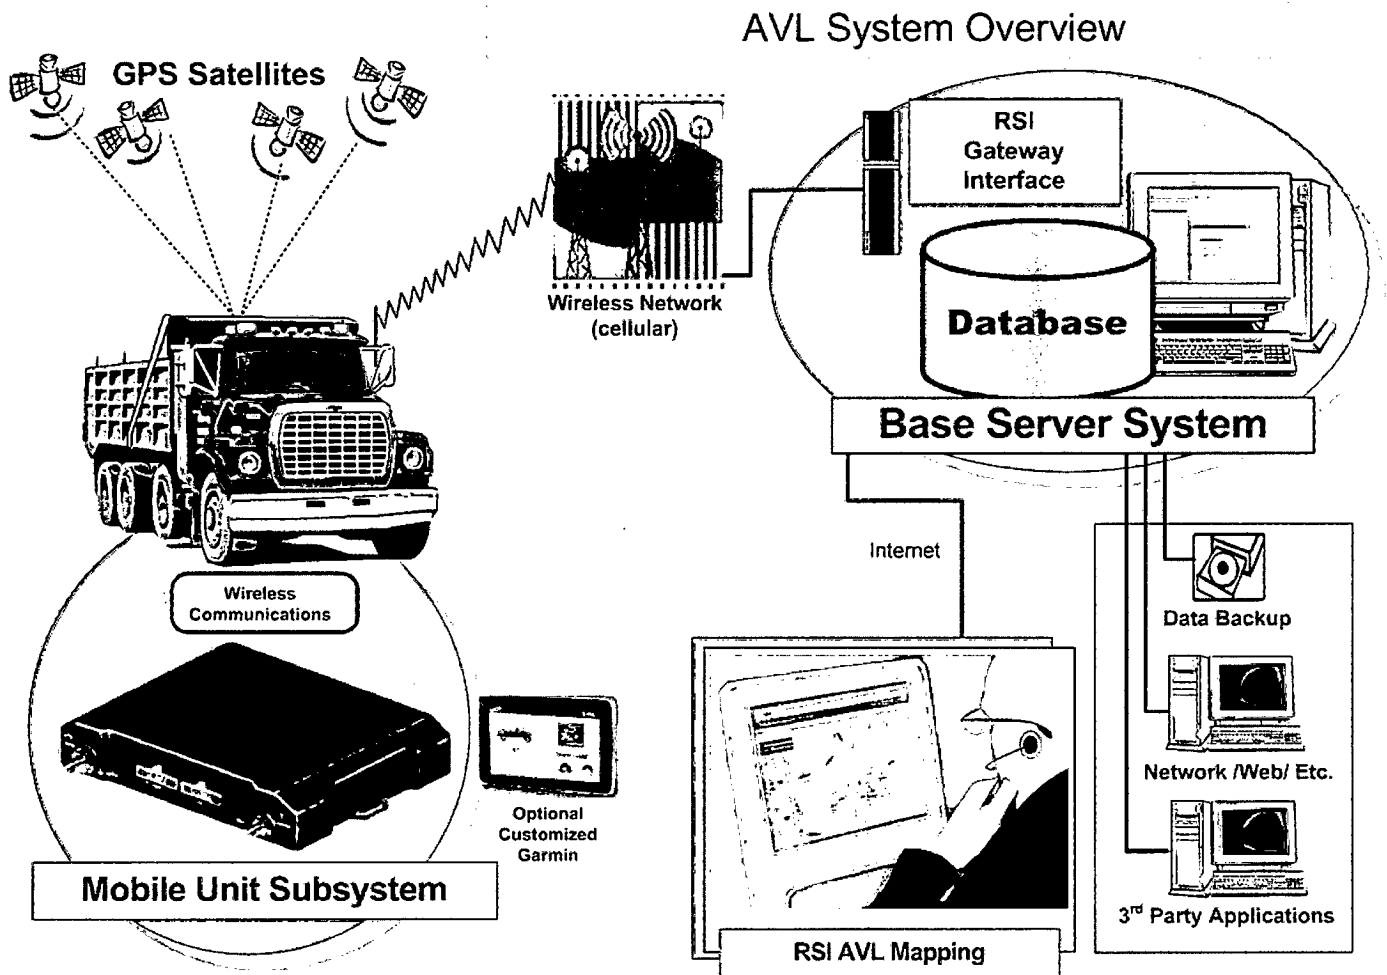 AVL System Overview
GPS Satellites
RSI
Gateway
Interface
Wireless Network
(cellular)
Database
Base Server System
Internet
Wireless
Communications
Data Backup
Optional
Customized
Garmin
Network /Web/ Etc.
Mobile Unit Subsystem
3rd Party Applications
RSI AVL Mapping